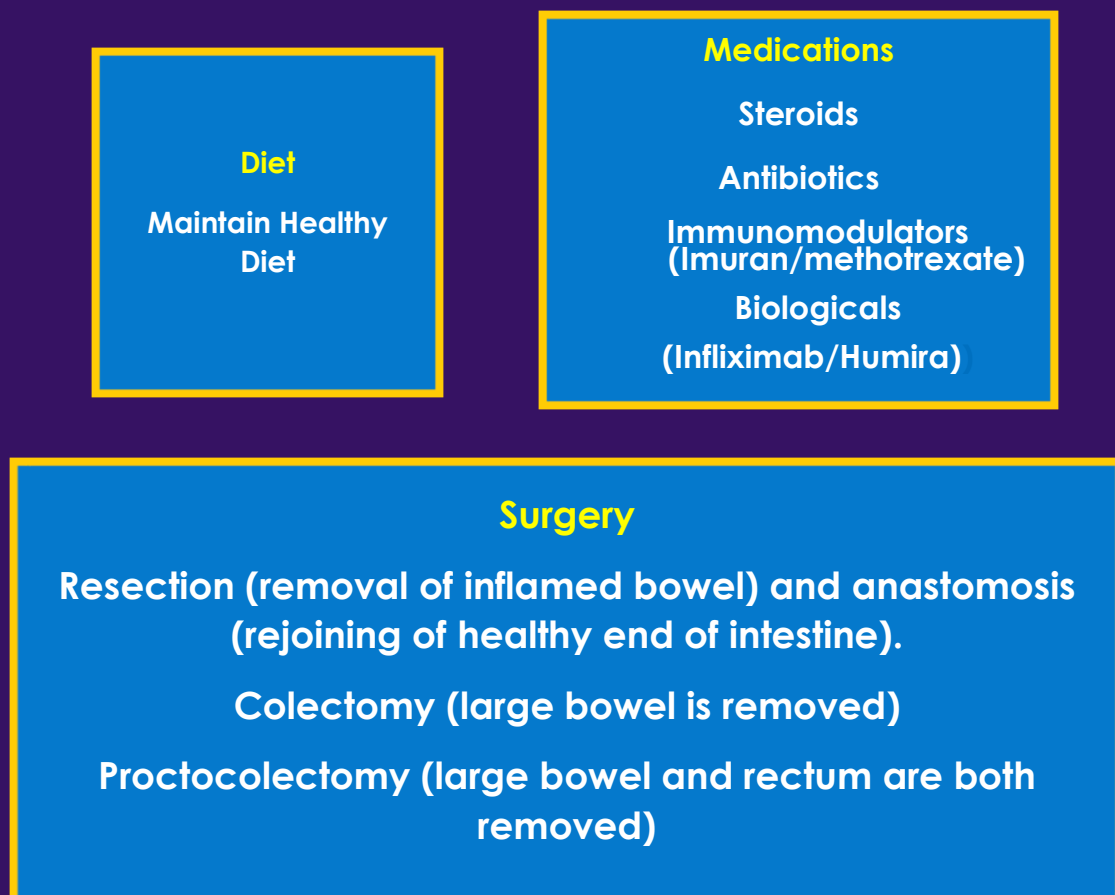 Diet
Maintain Healthy
Diet
Medications
Steroids
Antibiotics
Immunomodulators
(Imuran/methotrexate)
Biologicals
(Infliximab/Humira))
Surgery
Resection (removal of inflamed bowel) and anastomosis
(rejoining of healthy end of intestine).
Colectomy (large bowel is removed)
Proctocolectomy (large bowel and rectum are both
removed)